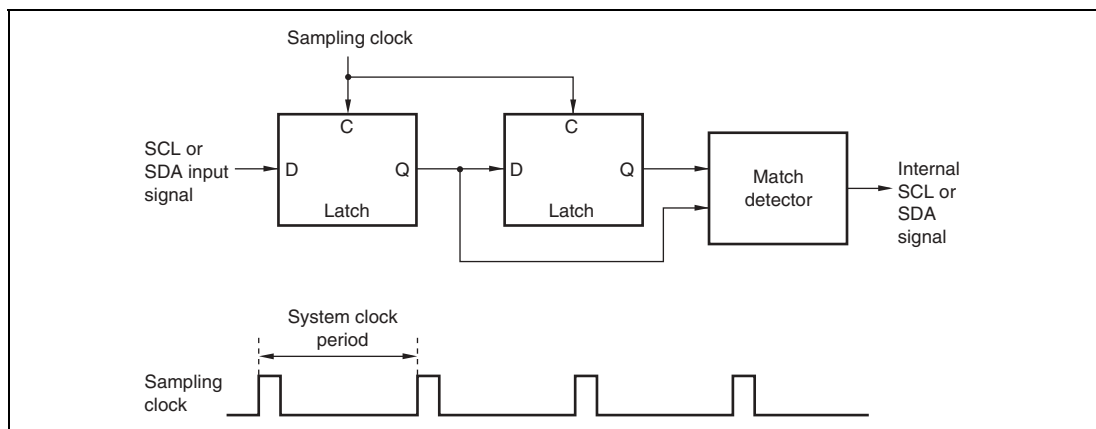 Sampling clock
C
C
SCL or
SDA input
signal
D
Q
D
Q
Latch
Latch
Match
detector
Internal
SCL or
SDA
signal
System clock
period
Sampling
clock